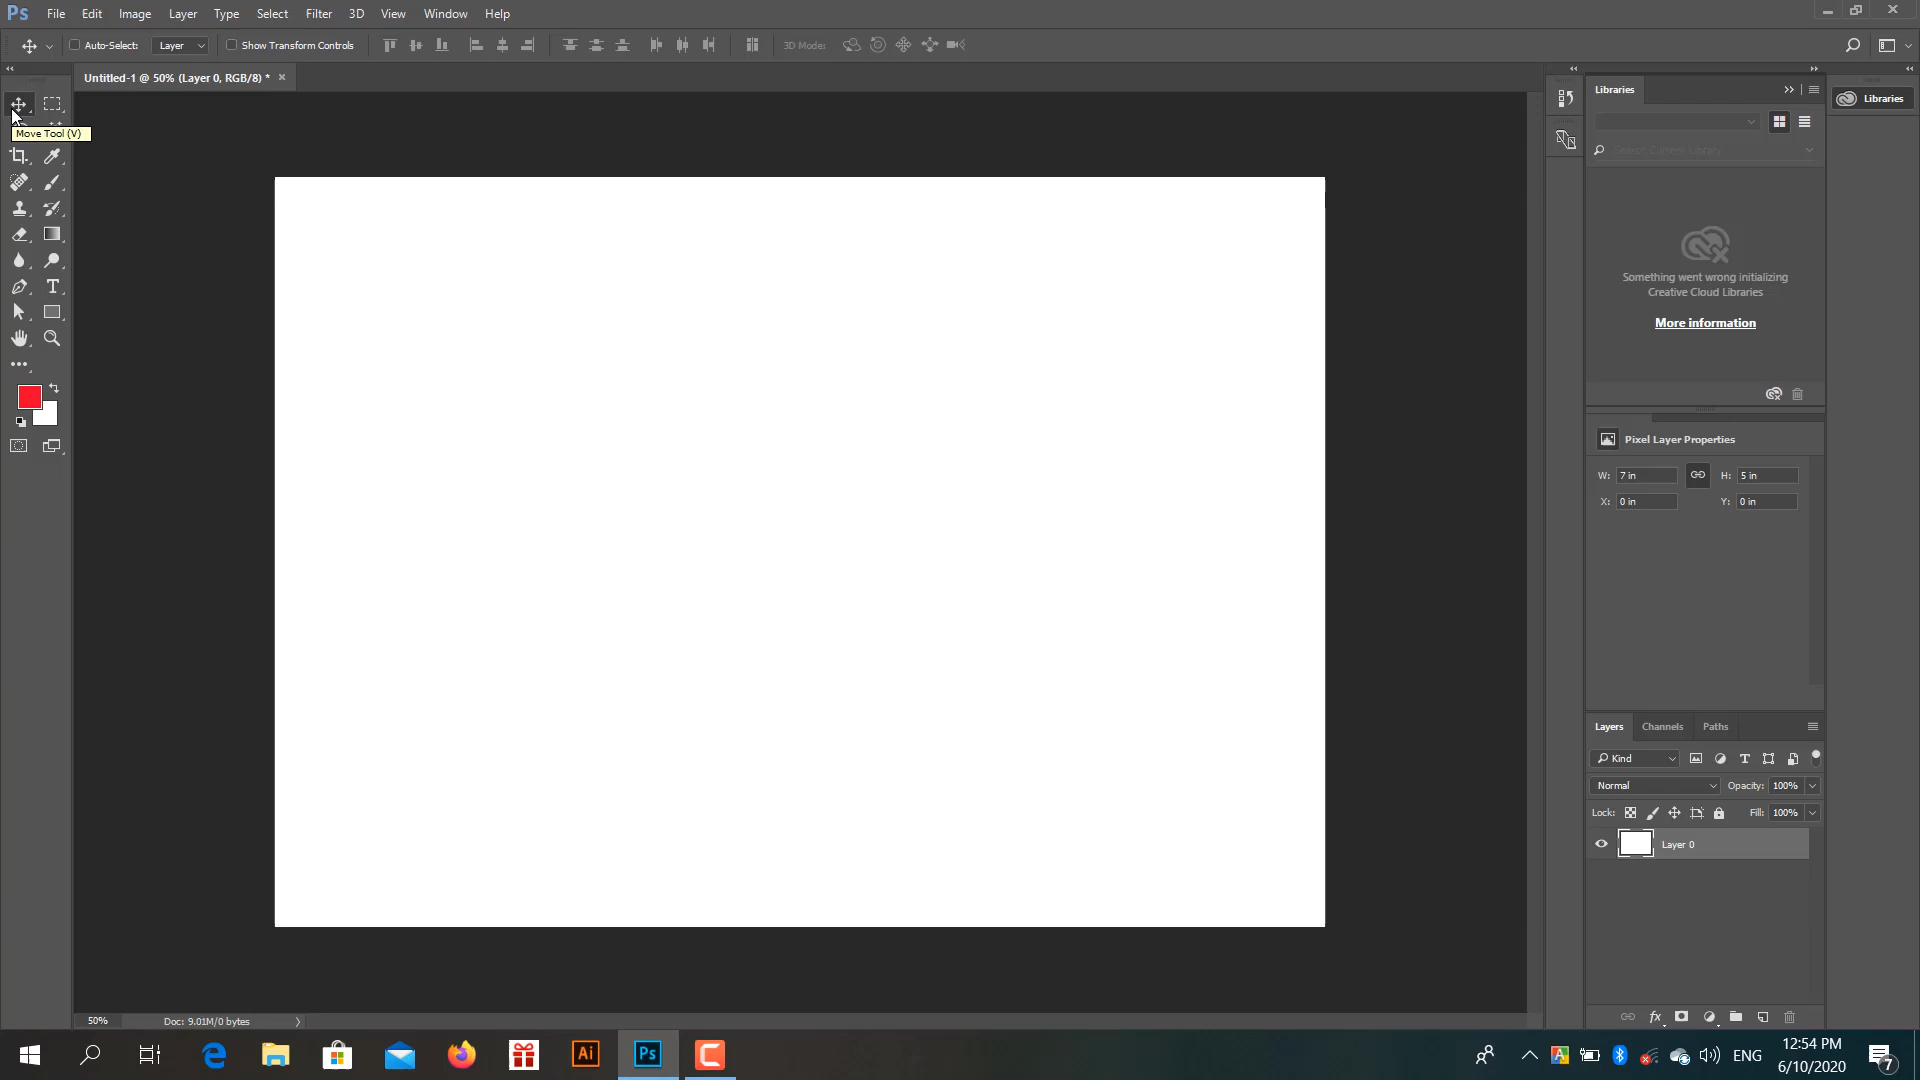 Ps File Edit Image Layer Type Select Filter 3D View Window Help
Auto-Select: Layer Show Transform Controls 3D Mode:
Untitled-1 @ 50% (Layer 0, RGB/8) *
Move Tool (V)
Libraries
Libraries
Search Current Library
Something went wrong initializing
Creative Cloud Libraries
More information
Pixel Layer Properties
W: 7 in H: 5 in
X: 0 in Y: 0 in
Layers Channels Paths
Kind
Normal Opacity: 100%
Lock: Fill: 100%
Layer 0
50% Doc: 9.01M/0 bytes
Ai Ps
ENG
12:54 PM
6/10/2020
7